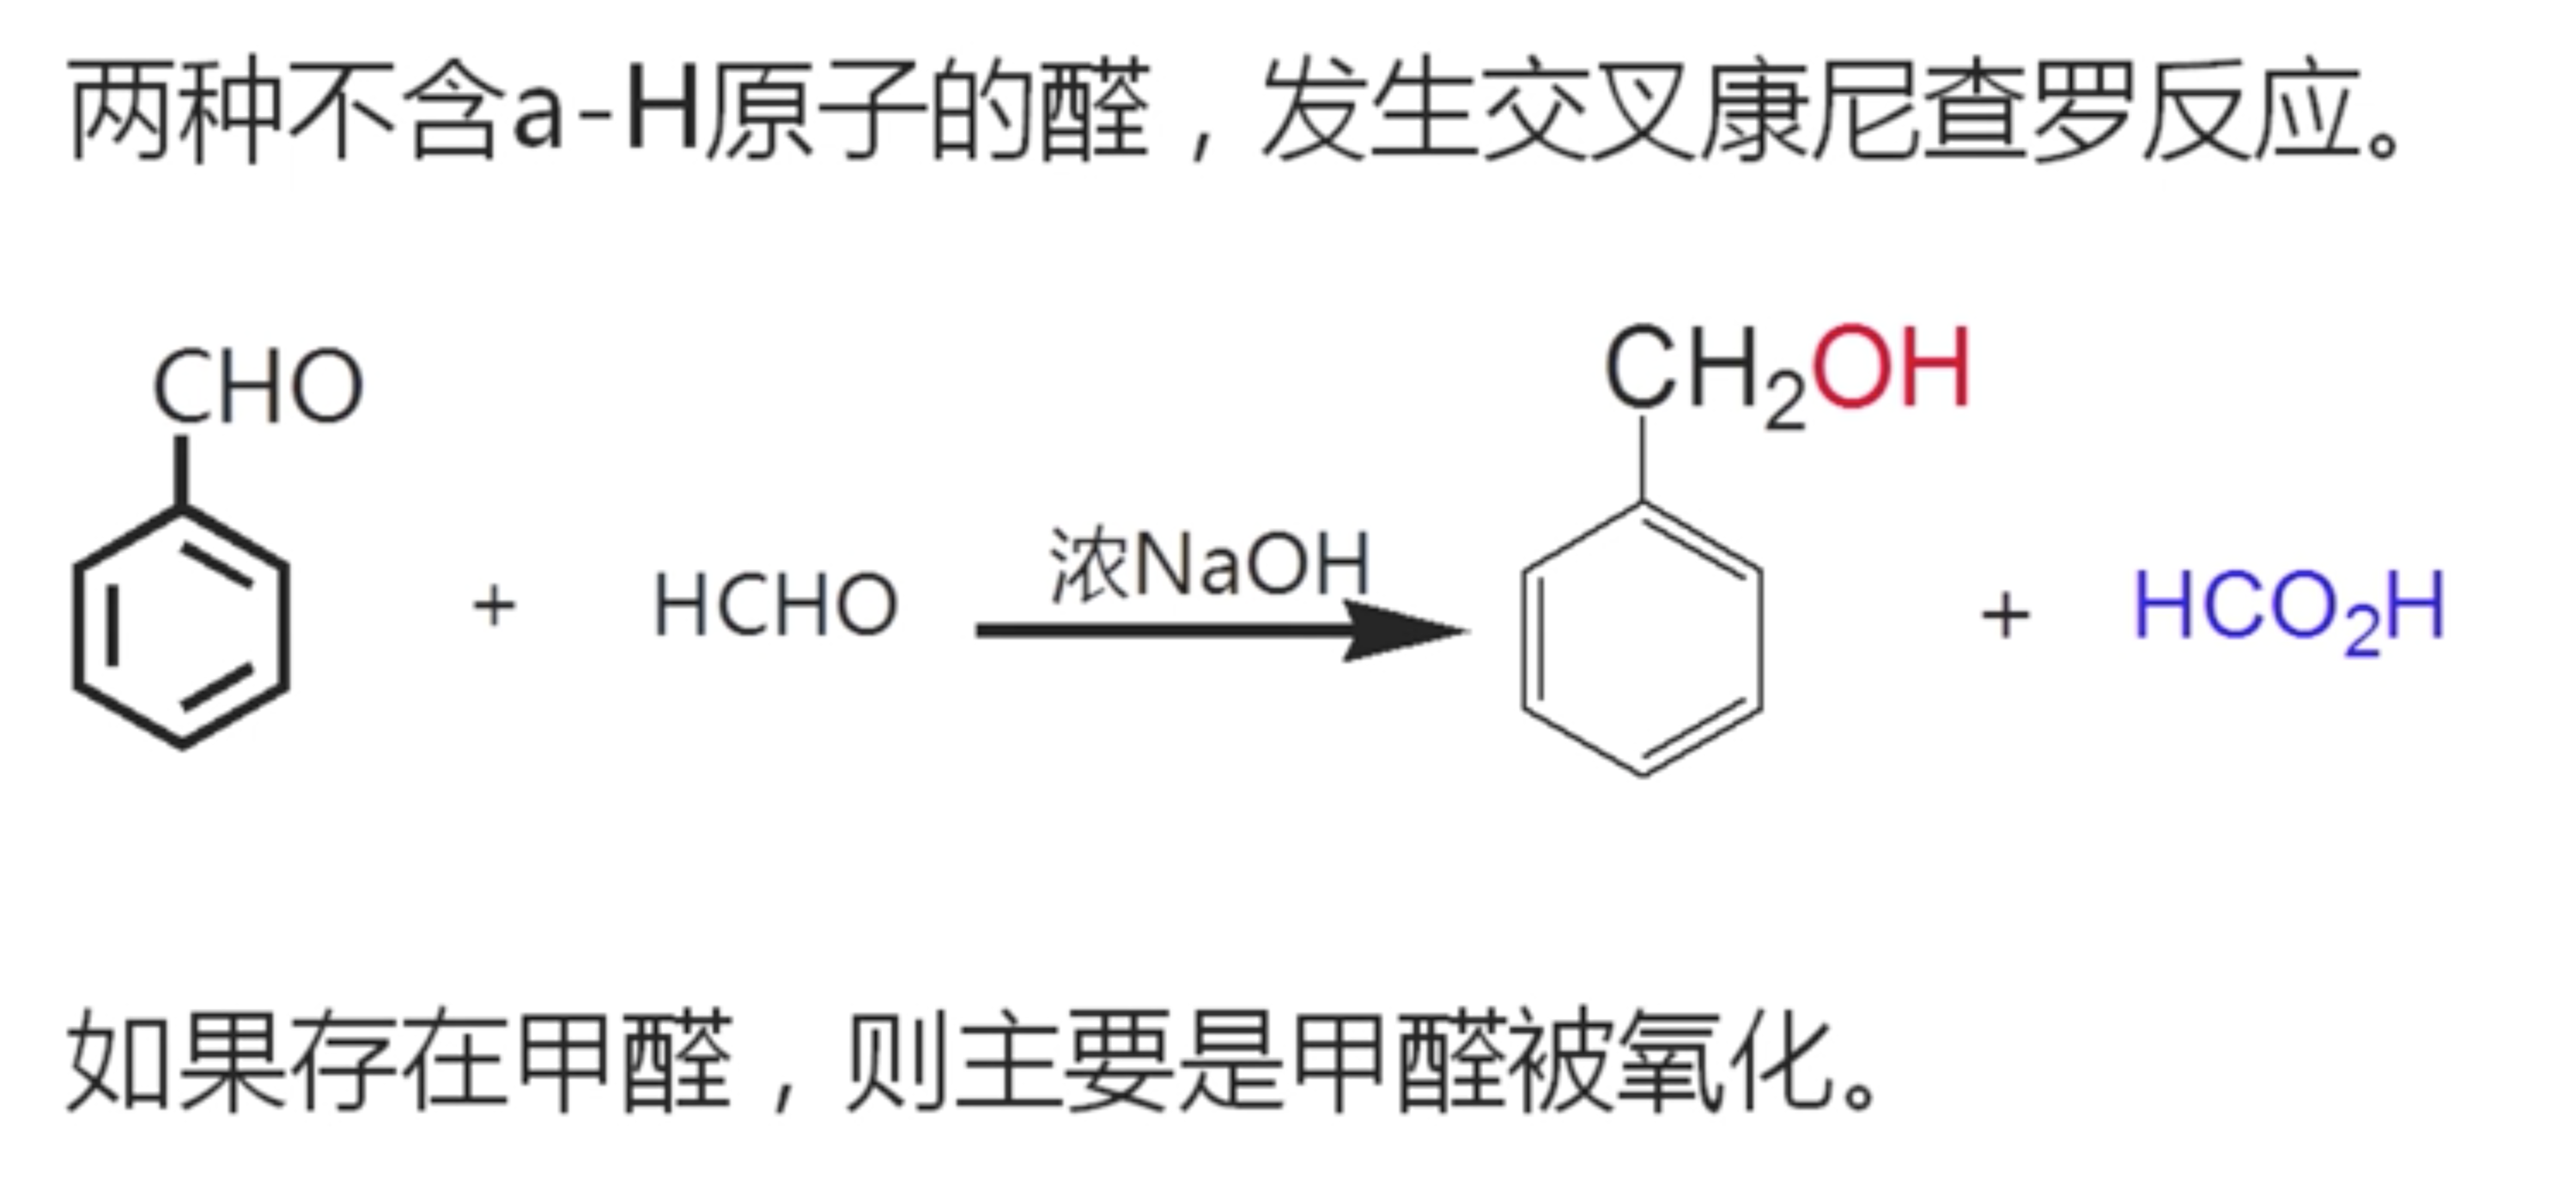 两种不含a-H原子的醛，发生交叉康尼查罗反应。
CHO
CH₂OH
浓NaOH
+ HCHO + HCO₂H
如果存在甲醛，则主要是甲醛被氧化。